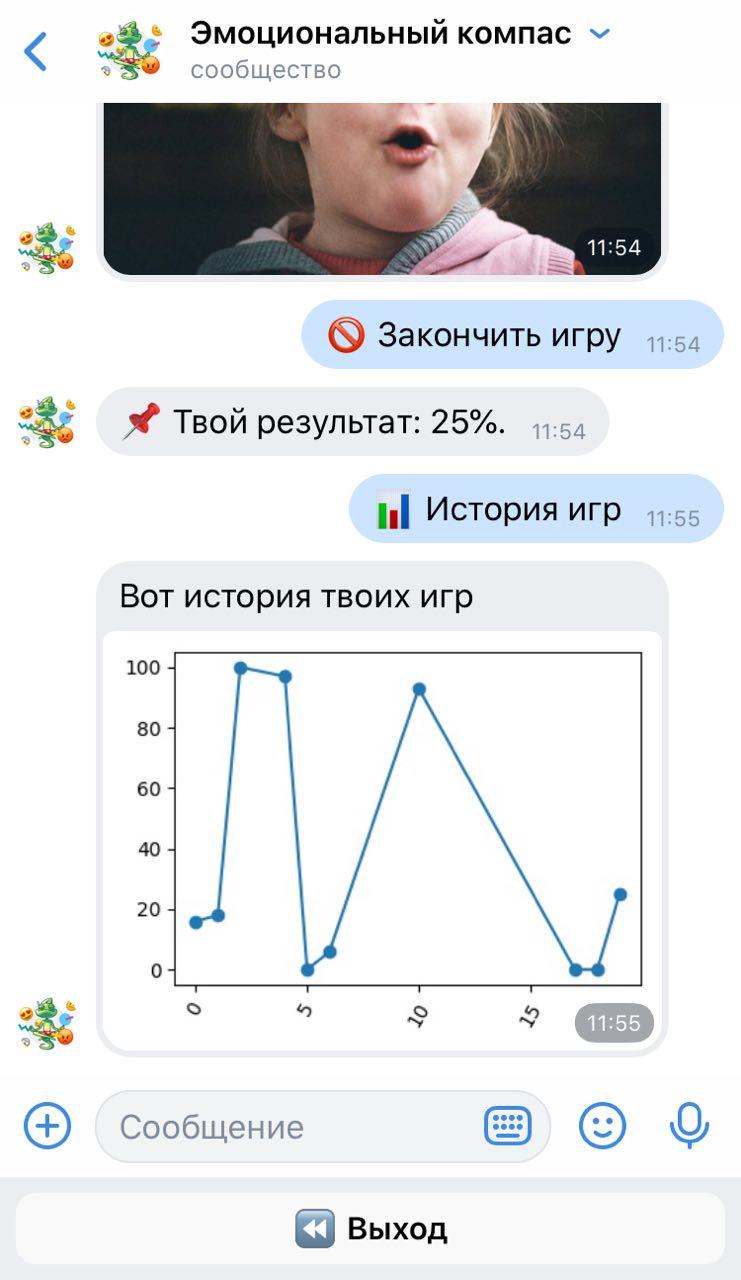 Эмоциональный компас
сообщество
11:54
🚫 Закончить игру 11:54
📌 Твой результат: 25%. 11:54
📊 История игр 11:55
Вот история твоих игр
100
80
60
40
20
0
0 5 10 15
11:55
Сообщение
⏪ Выход